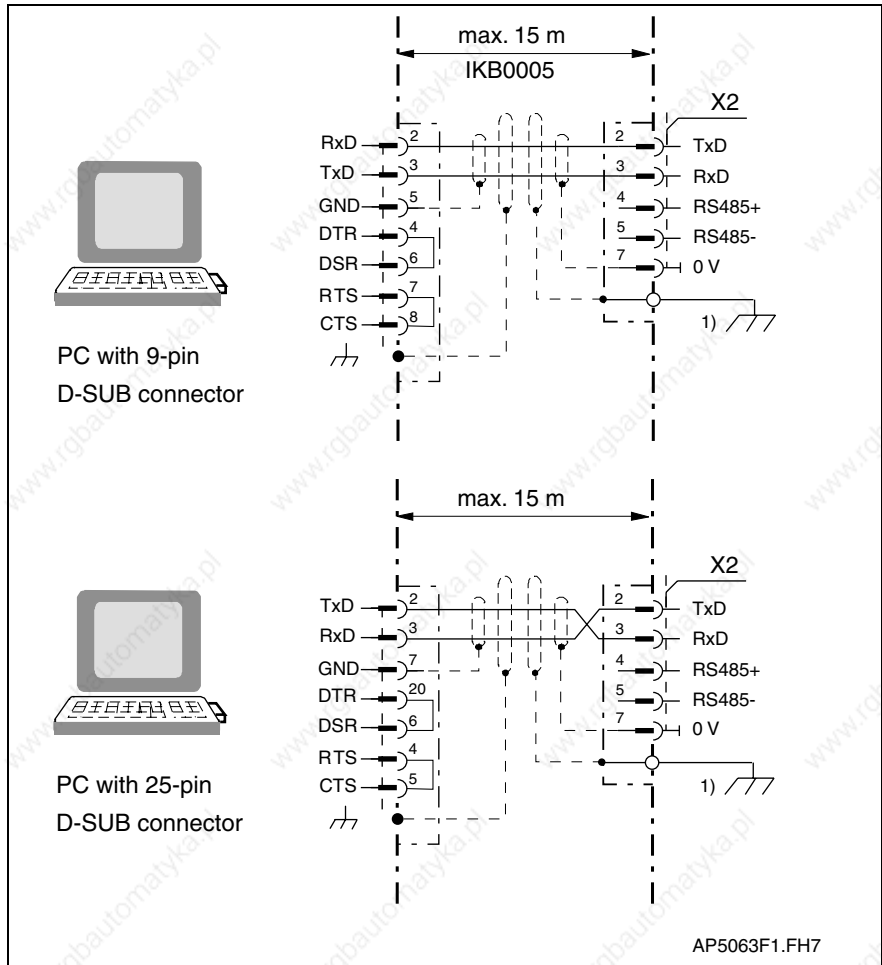 max. 15 m
IKB0005
X2
RxD 2 2 TxD
TxD 3 3 RxD
GND 5 4 RS485+
DTR 4 5 RS485-
DSR 6 7 0 V
RTS 7
CTS 8 1)
PC with 9-pin
D-SUB connector
max. 15 m
X2
TxD 2 2 TxD
RxD 3 3 RxD
GND 7 4 RS485+
DTR 20 5 RS485-
DSR 6 7 0 V
RTS 4
CTS 5 1)
PC with 25-pin
D-SUB connector
AP5063F1.FH7
www.rgbautomatyka.pl